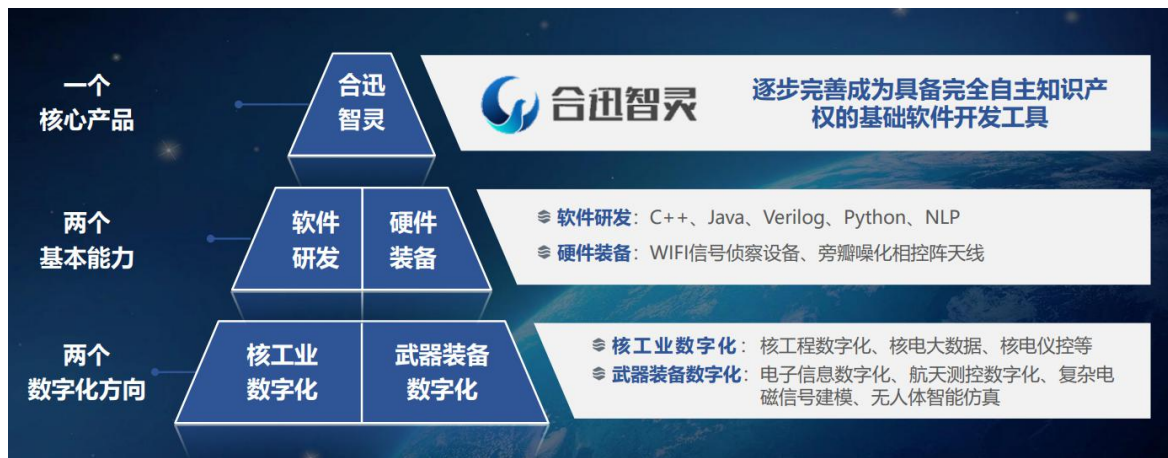 一个
核心产品
合迅
智灵
合迅智灵
逐步完善成为具备完全自主知识产
权的基础软件开发工具
两个
基本能力
软件
研发
硬件
装备
软件研发：C++、Java、Verilog、Python、NLP
硬件装备：WIFI信号侦察设备、旁瓣噪化相控阵天线
两个
数字化方向
核工业
数字化
武器装备
数字化
核工业数字化：核工程数字化、核电大数据、核电仪控等
武器装备数字化：电子信息数字化、航天测控数字化、复杂电
磁信号建模、无人体智能仿真